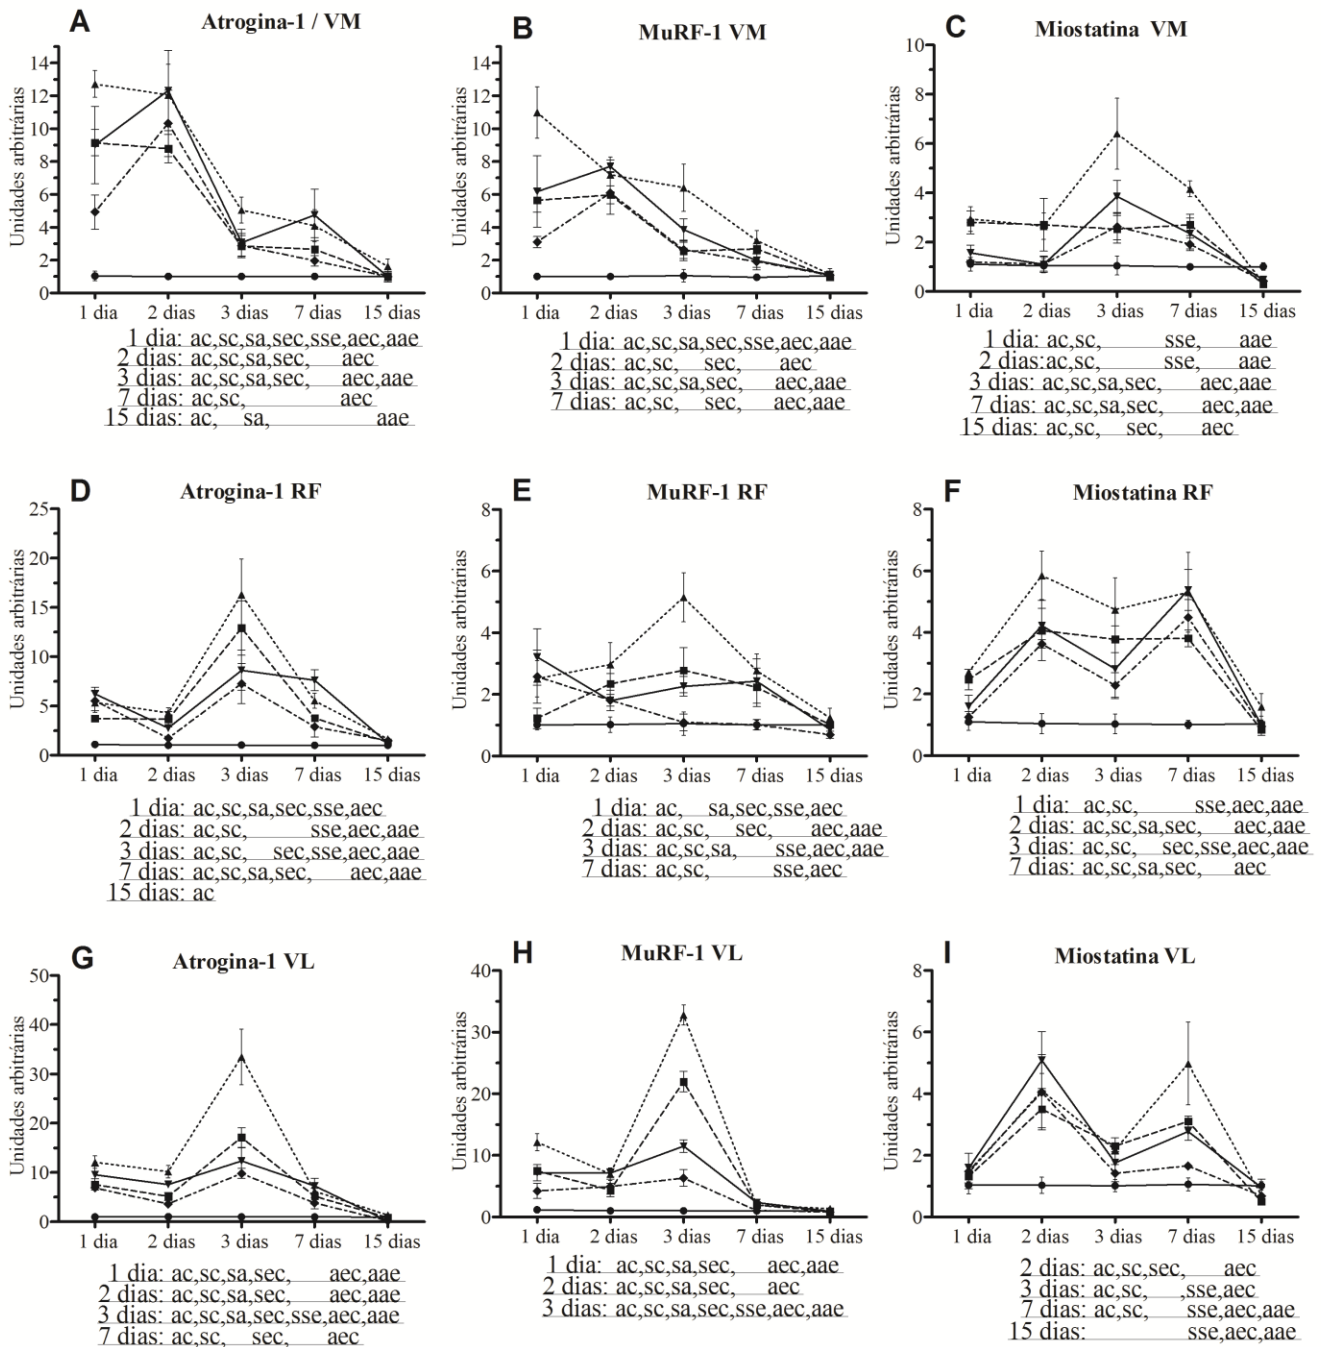 A Atrogina-1 / VM
Unidades arbitrárias
14
12
10
8
6
4
2
0
1 dia 2 dias 3 dias 7 dias 15 dias
1 dia: ac,sc,sa,sec,sse,aec,aae
2 dias: ac,sc,sa,sec, aec
3 dias: ac,sc,sa,sec, aec,aae
7 dias: ac,sc, aec
15 dias: ac, sa, aae
B MuRF-1 VM
Unidades arbitrárias
14
12
10
8
6
4
2
0
1 dia 2 dias 3 dias 7 dias 15 dias
1 dia: ac,sc,sa,sec,sse,aec,aae
2 dias: ac,sc, sec, aec
3 dias: ac,sc,sa,sec, aec,aae
7 dias: ac,sc, sec, aec,aae
C Miostatina VM
Unidades arbitrárias
10
8
6
4
2
0
1 dia 2 dias 3 dias 7 dias 15 dias
1 dia: ac,sc, sse, aae
2 dias:ac,sc, sse, aae
3 dias: ac,sc,sa,sec, aec,aae
7 dias: ac,sc,sa,sec, aec,aae
15 dias: ac,sc, sec, aec
D Atrogina-1 RF
Unidades arbitrárias
25
20
15
10
5
0
1 dia 2 dias 3 dias 7 dias 15 dias
1 dia: ac,sc,sa,sec,sse,aec
2 dias: ac,sc, sse,aec,aae
3 dias: ac,sc, sec,sse,aec,aae
7 dias: ac,sc,sa,sec, aec,aae
15 dias: ac
E MuRF-1 RF
Unidades arbitrárias
8
6
4
2
0
1 dia 2 dias 3 dias 7 dias 15 dias
1 dia: ac, sa,sec,sse,aec
2 dias: ac,sc, sec, aec,aae
3 dias: ac,sc,sa, sse,aec,aae
7 dias: ac,sc, sse,aec
F Miostatina RF
Unidades arbitrárias
8
6
4
2
0
1 dia 2 dias 3 dias 7 dias 15 dias
1 dia: ac,sc, sse,aec,aae
2 dias: ac,sc,sa,sec, aec,aae
3 dias: ac,sc, sec,sse,aec,aae
7 dias: ac,sc,sa,sec, aec
G Atrogina-1 VL
Unidades arbitrárias
50
40
30
20
10
0
1 dia 2 dias 3 dias 7 dias 15 dias
1 dia: ac,sc,sa,sec, aec,aae
2 dias: ac,sc,sa,sec, aec,aae
3 dias: ac,sc,sa,sec,sse,aec,aae
7 dias: ac,sc, sec, aec
H MuRF-1 VL
Unidades arbitrárias
40
30
20
10
0
1 dia 2 dias 3 dias 7 dias 15 dias
1 dia: ac,sc,sa,sec, aec,aae
2 dias: ac,sc,sa,sec, aec
3 dias: ac,sc,sa,sec,sse,aec,aae
I Miostatina VL
Unidades arbitrárias
8
6
4
2
0
1 dia 2 dias 3 dias 7 dias 15 dias
2 dias: ac,sc,sec, aec
3 dias: ac,sc, ,sse,aec
7 dias: ac,sc, sse,aec,aae
15 dias: sse,aec,aae